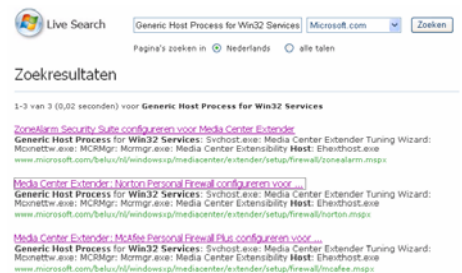 Live Search
Generic Host Process for Win32 Services Microsoft.com Zoeken
Pagina's zoeken in Nederlands alle talen
Zoekresultaten
1-3 van 3 (0,02 seconden) voor Generic Host Process for Win32 Services
ZoneAlarm Security Suite configureren voor Media Center Extender
Generic Host Process for Win32 Services: Svchost.exe: Media Center Extender Tuning Wizard:
Mcxnettw.exe: MCRMgr: Mcrmgr.exe: Media Center Extensibility Host: Ehexthost.exe
www.microsoft.com/belux/nl/windowsxp/mediacenter/extender/setup/firewall/zonealarm.mspx
Media Center Extender: Norton Personal Firewall configureren voor ...
Generic Host Process for Win32 Services: Svchost.exe: Media Center Extender Tuning Wizard:
Mcxnettw.exe: MCRMgr: Mcrmgr.exe: Media Center Extensibility Host: Ehexthost.exe
www.microsoft.com/belux/nl/windowsxp/mediacenter/extender/setup/firewall/norton.mspx
Media Center Extender: McAfee Personal Firewall Plus configureren voor ...
Generic Host Process for Win32 Services: Svchost.exe: Media Center Extender Tuning Wizard:
Mcxnettw.exe: MCRMgr: Mcrmgr.exe: Media Center Extensibility Host: Ehexthost.exe
www.microsoft.com/belux/nl/windowsxp/mediacenter/extender/setup/firewall/mcafee.mspx